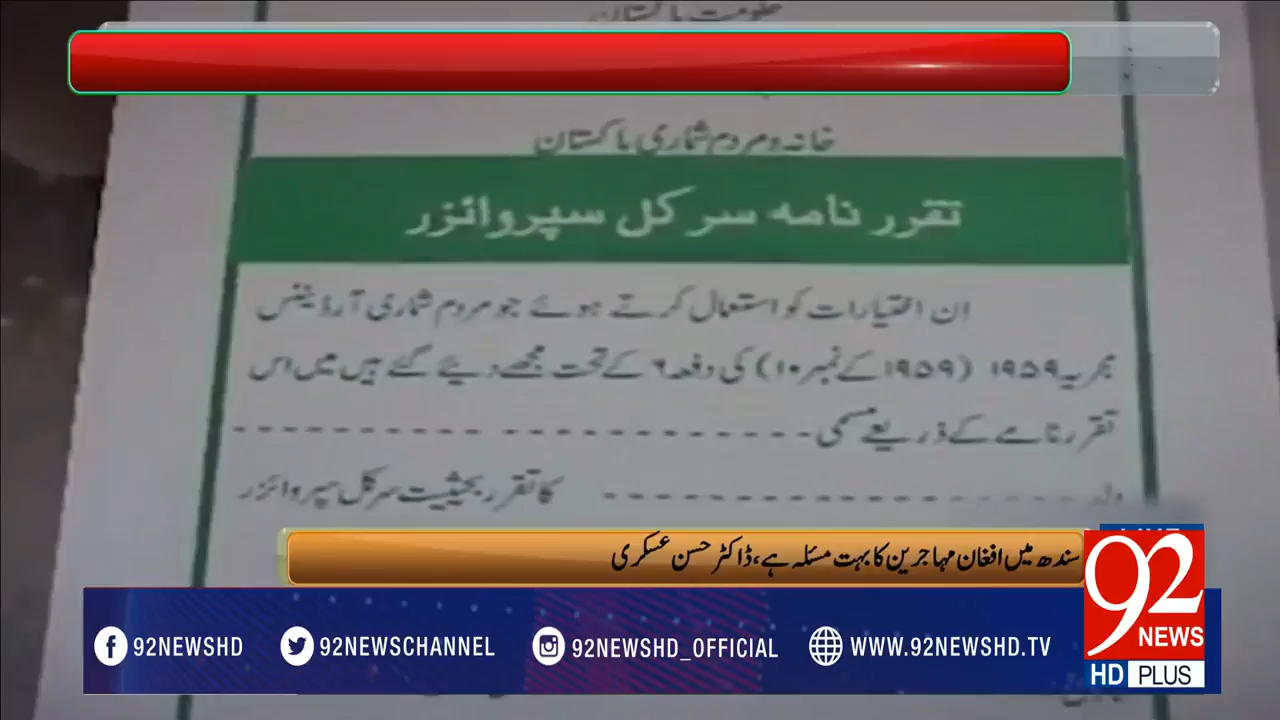 حکومت پاکستان
خانہ و مردم شماری پاکستان
تقرر نامہ سرکل سپروائزر
ان اختیارات کو استعمال کرتے ہوئے جو مردم شماری آرڈیننس
مجریہ ۱۹۵۹ (۱۹۵۹ کے نمبر ۱۰) کی دفعہ ۶ کے تحت مجھے دیئے گئے ہیں میں اس
تقرر نامے کے ذریعے مسمی
ولد کا تقرر بحیثیت سرکل سپروائزر
سندھ میں افغان مہاجرین کا بہت مسئلہ ہے، ڈاکٹر حسن عسکری
92 NEWS
HD PLUS
92NEWSHD 92NEWSCHANNEL 92NEWSHD_OFFICIAL WWW.92NEWSHD.TV